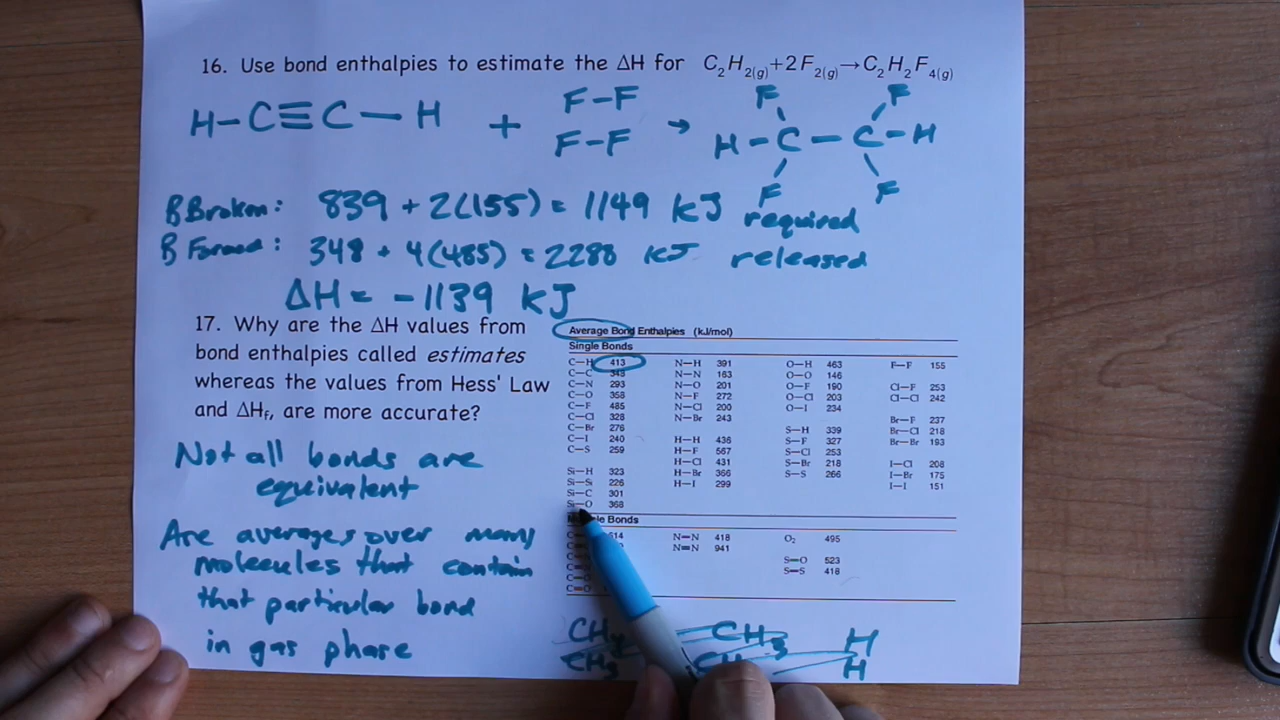 16. Use bond enthalpies to estimate the ΔH for C₂H₂(g)+2F₂(g)→C₂H₂F₄(g)
F-F F F
H-C≡C-H + → H-C-C-H
F-F F F
B Broken: 839 + 2(155) = 1149 kJ required
B Formed: 348 + 4(485) = 2288 kJ released
ΔH = -1139 kJ
17. Why are the ΔH values from
bond enthalpies called estimates
whereas the values from Hess' Law
and ΔHf, are more accurate?
Not all bonds are
equivalent
Are averages over many
molecules that contain
that particular bond
in gas phase
Average Bond Enthalpies (kJ/mol)
Single Bonds
C—H 413 N—H 391 O—H 463 F—F 155
C—C 348 N—N 163 O—O 146
C—N 293 N—O 201 O—F 190 Cl—F 253
C—O 358 N—F 272 O—Cl 203 Cl—Cl 242
C—F 485 N—Cl 200 O—I 234
C—Cl 328 N—Br 243 Br—F 237
C—Br 276 S—H 339 Br—Cl 218
C—I 240 H—H 436 S—F 327 Br—Br 193
C—S 259 H—F 567 S—Cl 253
H—Cl 431 S—Br 218 I—Cl 208
Si—H 323 H—Br 366 S—S 266 I—Br 175
Si—Si 226 H—I 299 I—I 151
Si—C 301
Si—O 368
Bonds
614 N=N 418 O₂ 495
N≡N 941
S=O 523
S=S 418
CH₄ CH₃ H
CH₃ H